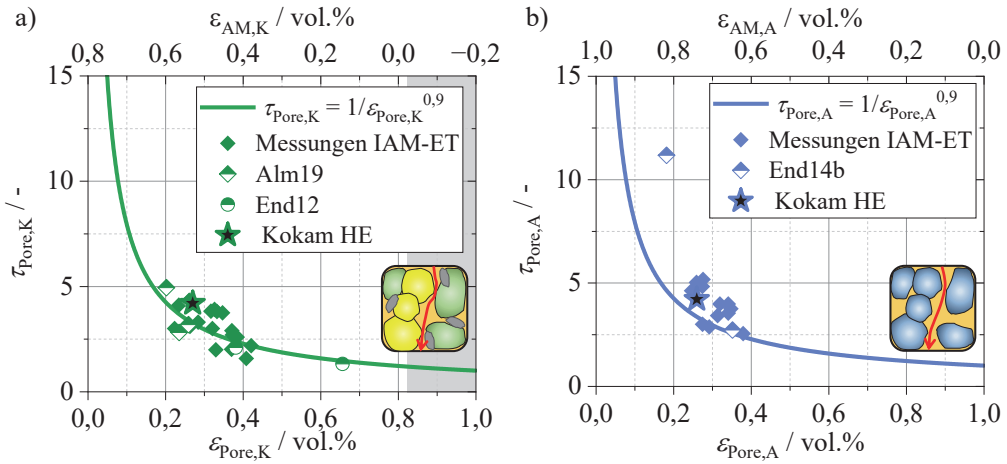 a)
ε_AM,K / vol.%
0,8 0,6 0,4 0,2 0,0 −0,2
15
10
5
0
τ_Pore,K / -
τ_Pore,K = 1/ε_Pore,K^0,9
Messungen IAM-ET
Alm19
End12
Kokam HE
0,0 0,2 0,4 0,6 0,8 1,0
ε_Pore,K / vol.%
b)
ε_AM,A / vol.%
1,0 0,8 0,6 0,4 0,2 0,0
15
10
5
0
τ_Pore,A / -
τ_Pore,A = 1/ε_Pore,A^0,9
Messungen IAM-ET
End14b
Kokam HE
0,0 0,2 0,4 0,6 0,8 1,0
ε_Pore,A / vol.%